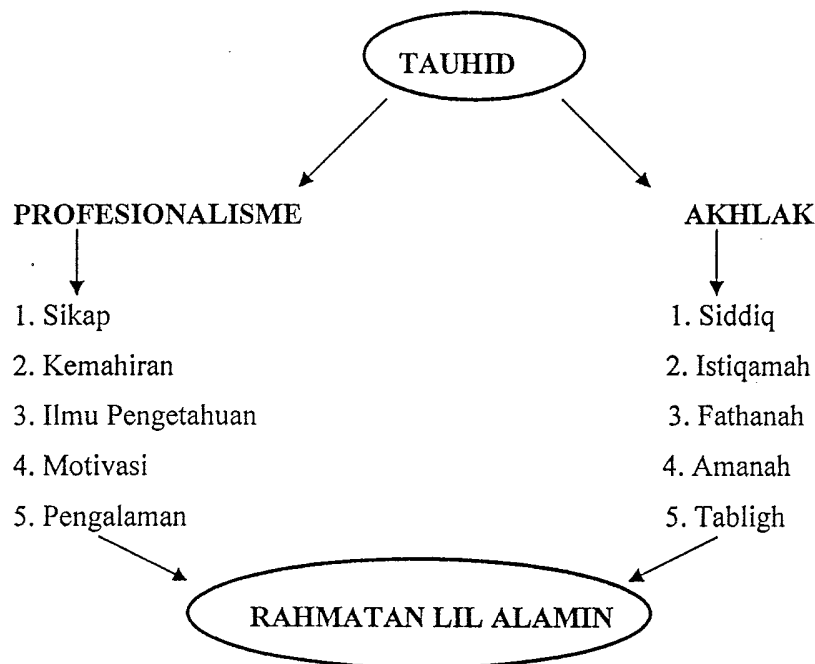 TAUHID
PROFESIONALISME
AKHLAK
1. Sikap
2. Kemahiran
3. Ilmu Pengetahuan
4. Motivasi
5. Pengalaman
1. Siddiq
2. Istiqamah
3. Fathanah
4. Amanah
5. Tabligh
RAHMATAN LIL ALAMIN